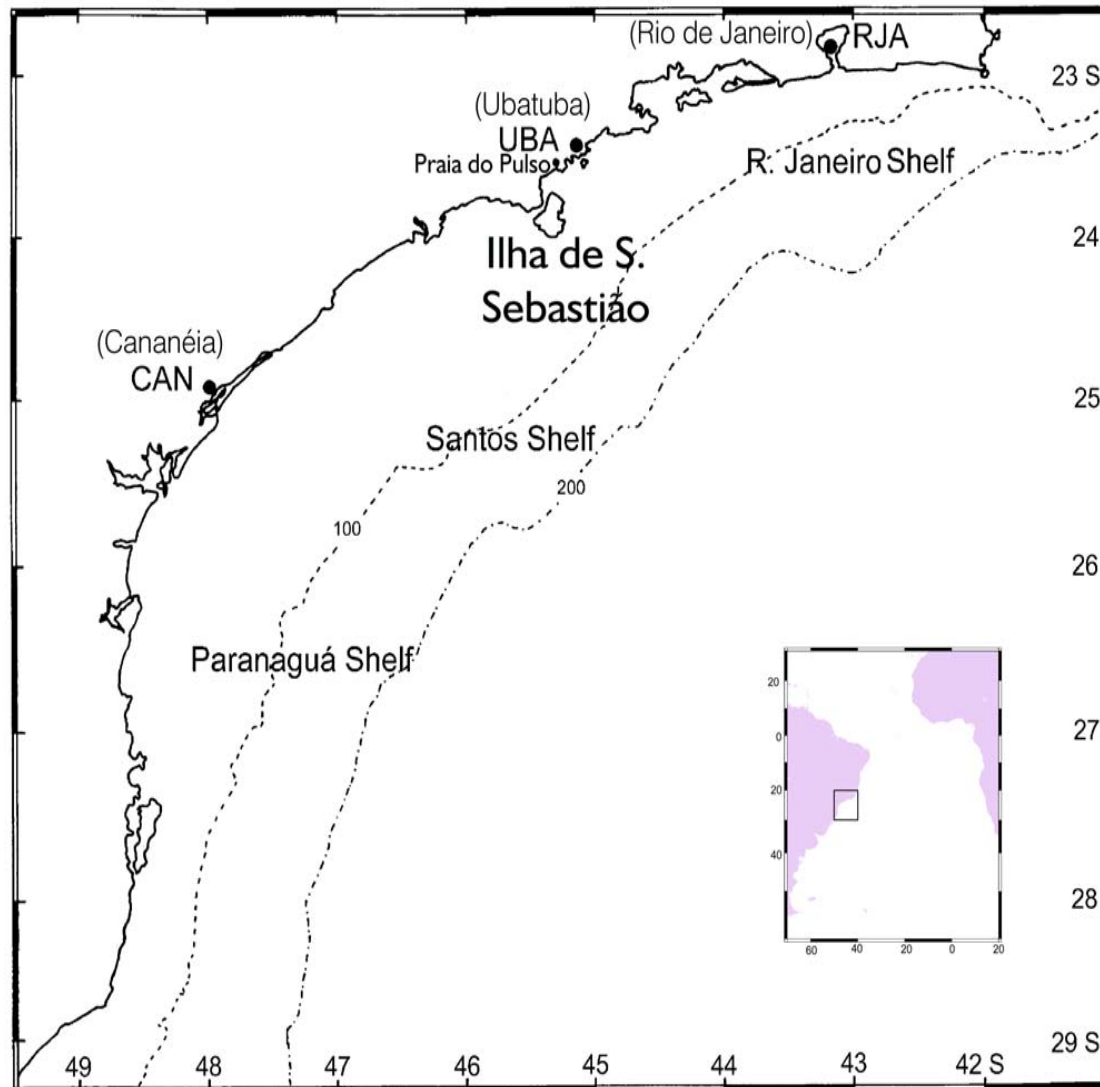 (Rio de Janeiro) RJA
23 S
(Ubatuba)
UBA
Praia do Pulso
R. Janeiro Shelf
24
Ilha de S.
Sebastião
(Cananéia)
CAN
25
Santos Shelf
200
100
26
Paranaguá Shelf
20
0
20
40
60 40 20 0 20
27
28
29 S
49 48 47 46 45 44 43 42 S